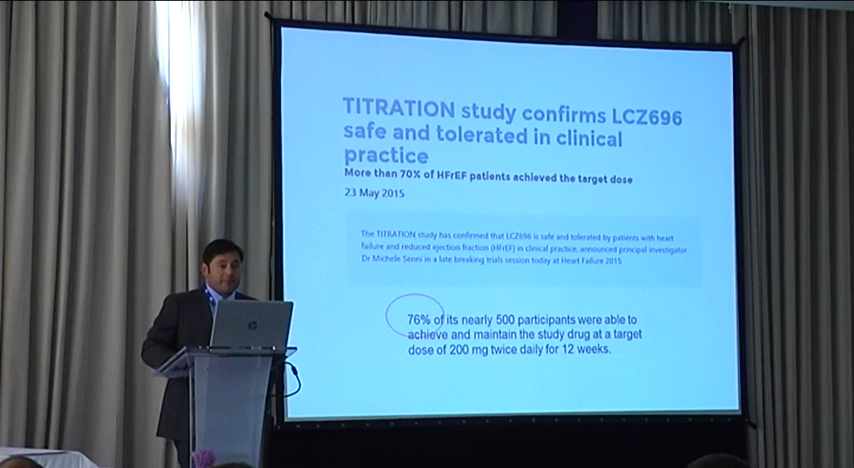 TITRATION study confirms LCZ696
safe and tolerated in clinical
practice
More than 70% of HFrEF patients achieved the target dose
23 May 2015
The TITRATION study has confirmed that LCZ696 is safe and tolerated by patients with heart
failure and reduced ejection fraction (HFrEF) in clinical practice, announced principal investigator
Dr Michele Senni in a late breaking trials session today at Heart Failure 2015
76% of its nearly 500 participants were able to
achieve and maintain the study drug at a target
dose of 200 mg twice daily for 12 weeks.
hp